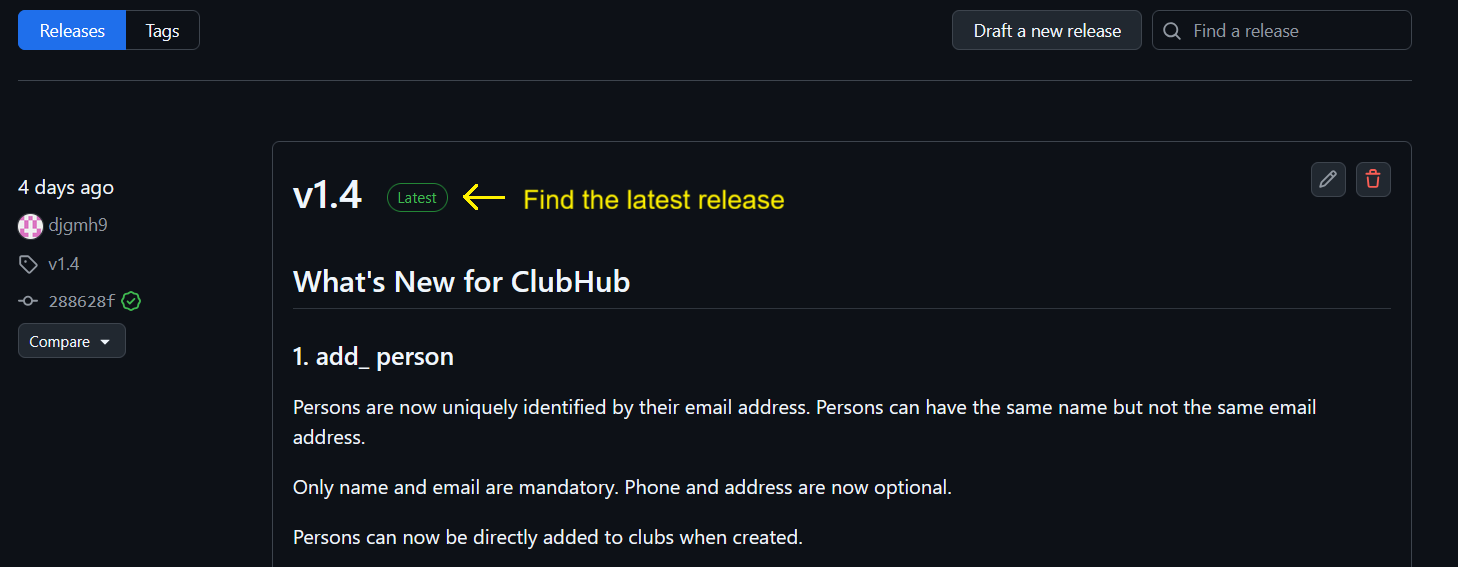 Releases Tags Draft a new release Find a release
4 days ago
djgmh9
v1.4
288628f
Compare
v1.4 Latest Find the latest release
What's New for ClubHub
1. add_ person
Persons are now uniquely identified by their email address. Persons can have the same name but not the same email
address.
Only name and email are mandatory. Phone and address are now optional.
Persons can now be directly added to clubs when created.